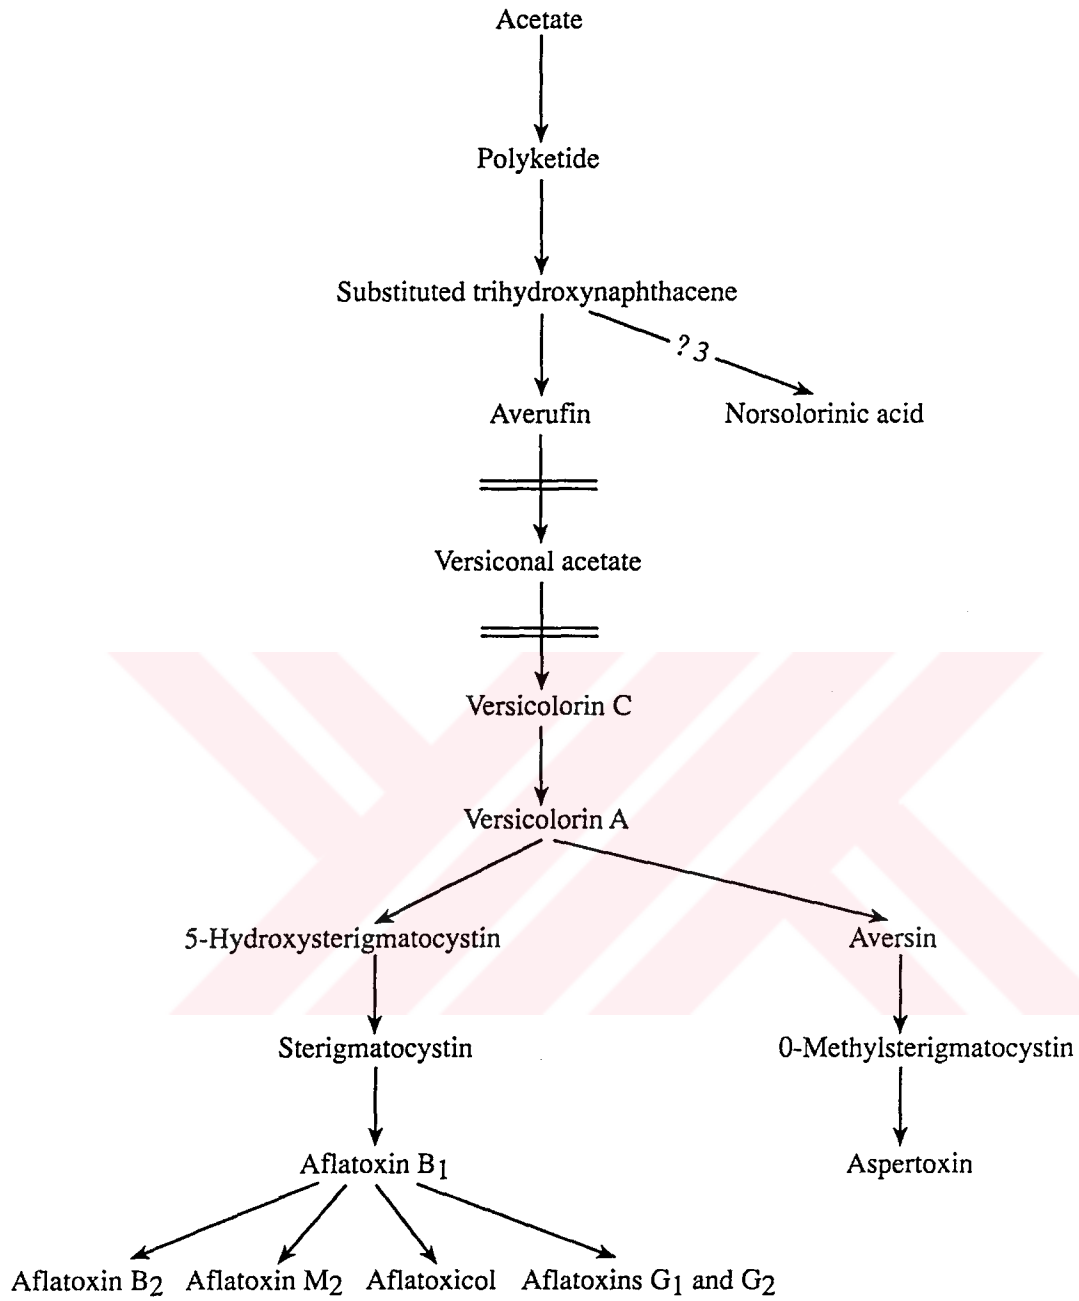 Acetate
Polyketide
Substituted trihydroxynaphthacene
? 3
Averufin
Norsolorinic acid
Versiconal acetate
Versicolorin C
Versicolorin A
5-Hydroxysterigmatocystin
Aversin
Sterigmatocystin
0-Methylsterigmatocystin
Aflatoxin B1
Aspertoxin
Aflatoxin B2 Aflatoxin M2 Aflatoxicol Aflatoxins G1 and G2